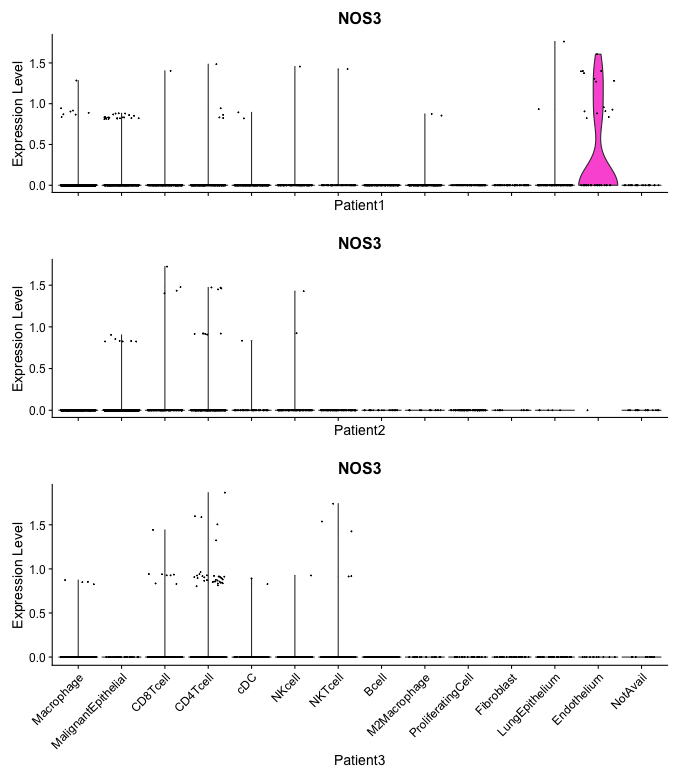 NOS3
Expression Level
1.5
1.0
0.5
0.0
Patient1
NOS3
Expression Level
1.5
1.0
0.5
0.0
Patient2
NOS3
Expression Level
1.5
1.0
0.5
0.0
Macrophage
MalignantEpithelial
CD8Tcell
CD4Tcell
cDC
NKcell
NKTcell
Bcell
M2Macrophage
ProliferatingCell
Fibroblast
LungEpithelium
Endothelium
NotAvail
Patient3